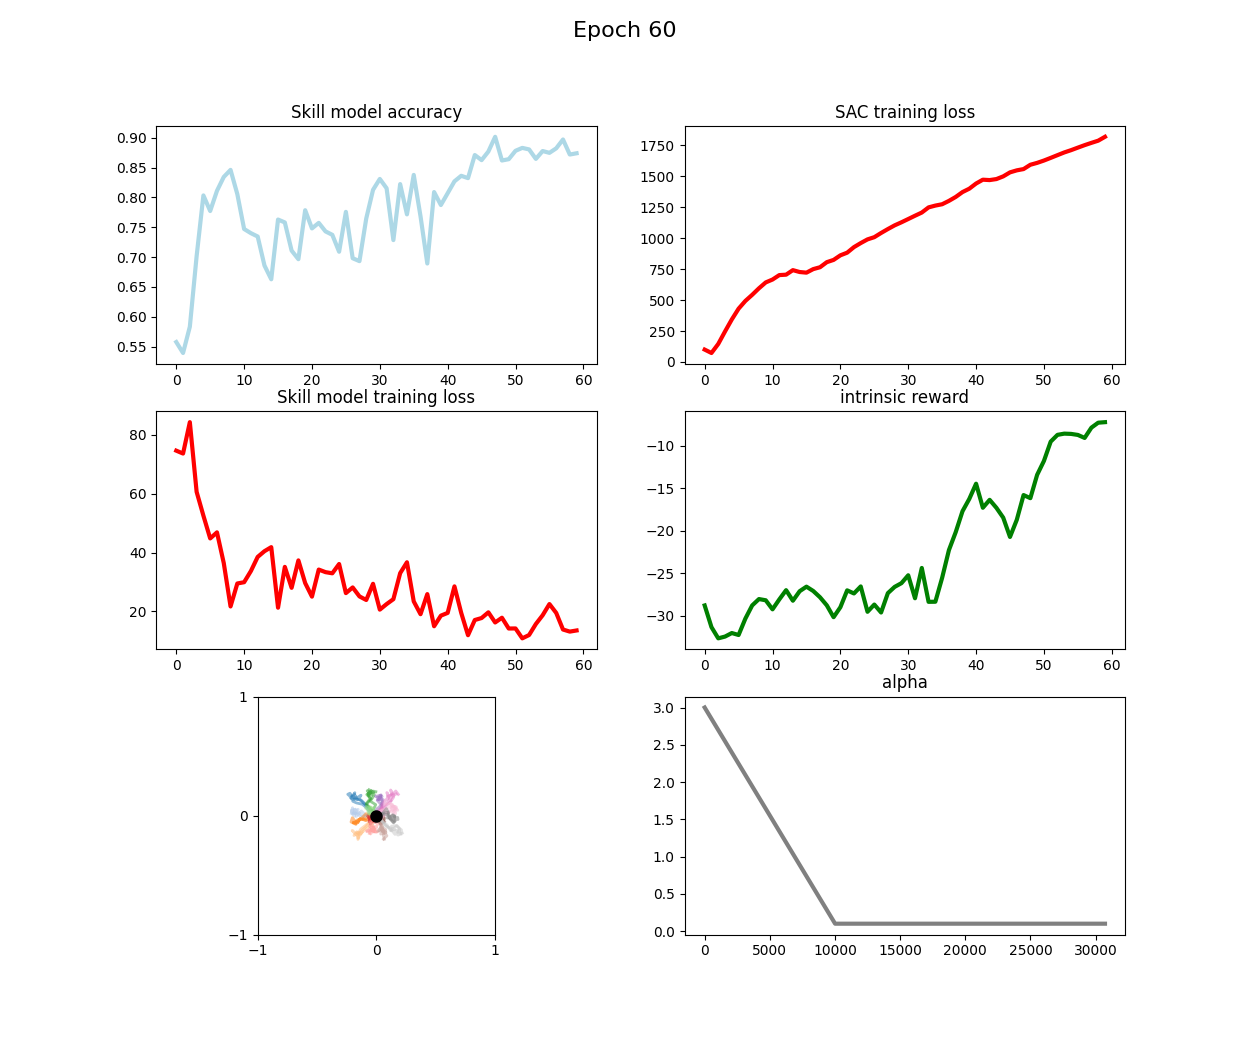 Epoch 60
Skill model accuracy
0.90
0.85
0.80
0.75
0.70
0.65
0.60
0.55
0 10 20 30 40 50 60
SAC training loss
1750
1500
1250
1000
750
500
250
0
0 10 20 30 40 50 60
Skill model training loss
80
60
40
20
0 10 20 30 40 50 60
intrinsic reward
−10
−15
−20
−25
−30
0 10 20 30 40 50 60
1
0
−1
−1 0 1
alpha
3.0
2.5
2.0
1.5
1.0
0.5
0.0
0 5000 10000 15000 20000 25000 30000